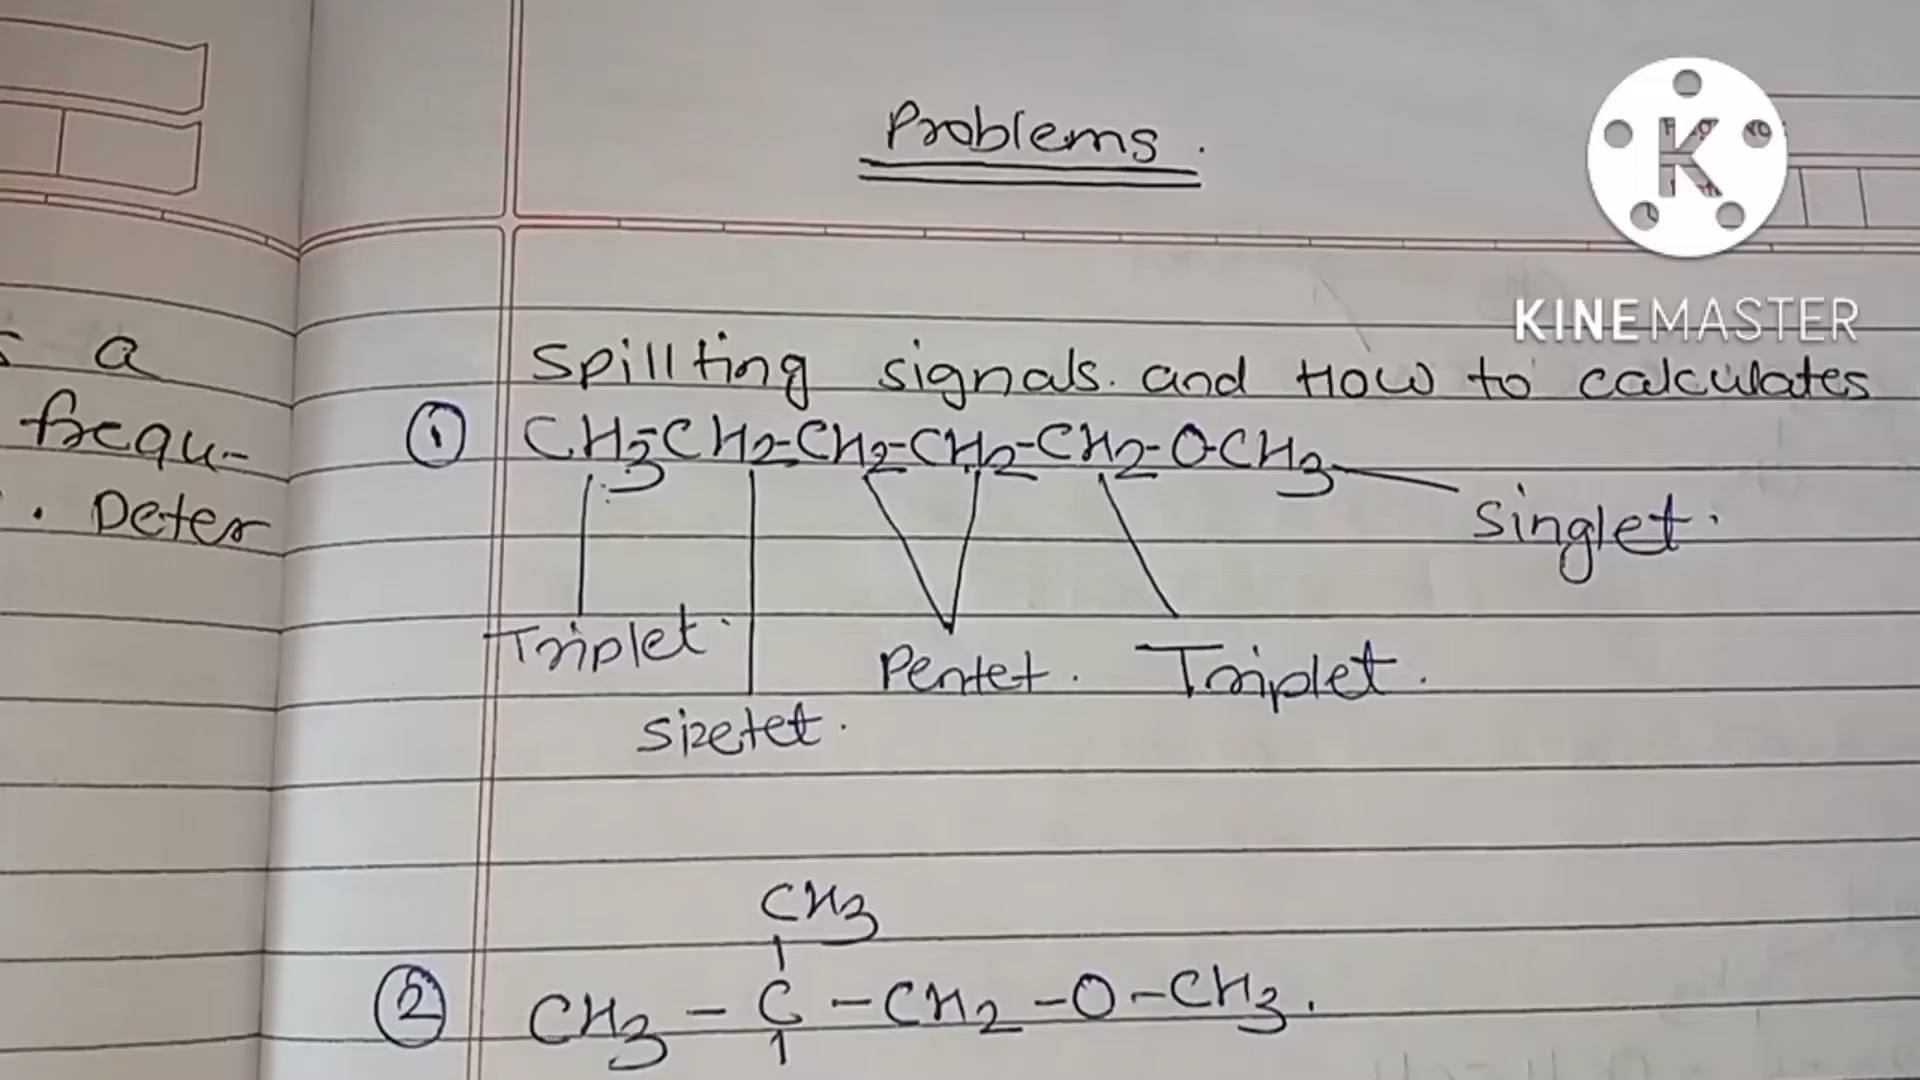 Problems.
KINEMASTER
s a
frequ-
. Deter
Spillting signals. and How to calculates
① CH3-CH2-CH2-CH2-CH2-O-CH3
Singlet.
Triplet.
Pentet. Triplet.
Sixtet.
CH3
② CH3 - C - CH2 - O - CH3.